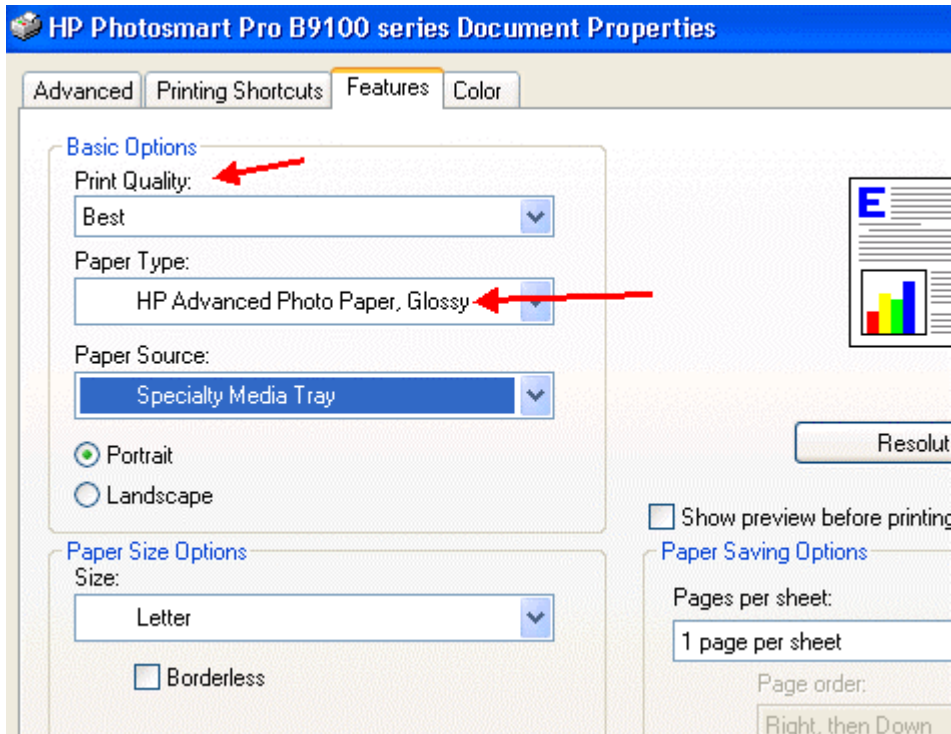 HP Photosmart Pro B9100 series Document Properties
Advanced
Printing Shortcuts
Features
Color
Basic Options
Print Quality:
Best
Paper Type:
HP Advanced Photo Paper, Glossy
Paper Source:
Specialty Media Tray
Portrait
Landscape
E
Resolut
Show preview before printing
Paper Size Options
Size:
Letter
Borderless
Paper Saving Options
Pages per sheet:
1 page per sheet
Page order:
Right, then Down